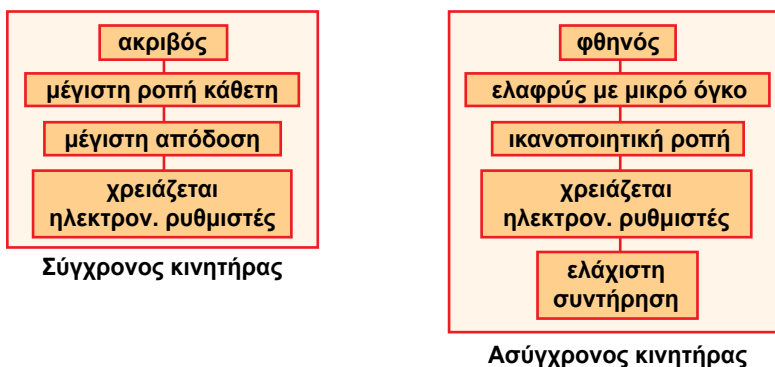 ακριβός
μέγιστη ροπή κάθετη
μέγιστη απόδοση
χρειάζεται
ηλεκτρον. ρυθμιστές
Σύγχρονος κινητήρας
φθηνός
ελαφρύς με μικρό όγκο
ικανοποιητική ροπή
χρειάζεται
ηλεκτρον. ρυθμιστές
ελάχιστη
συντήρηση
Ασύγχρονος κινητήρας